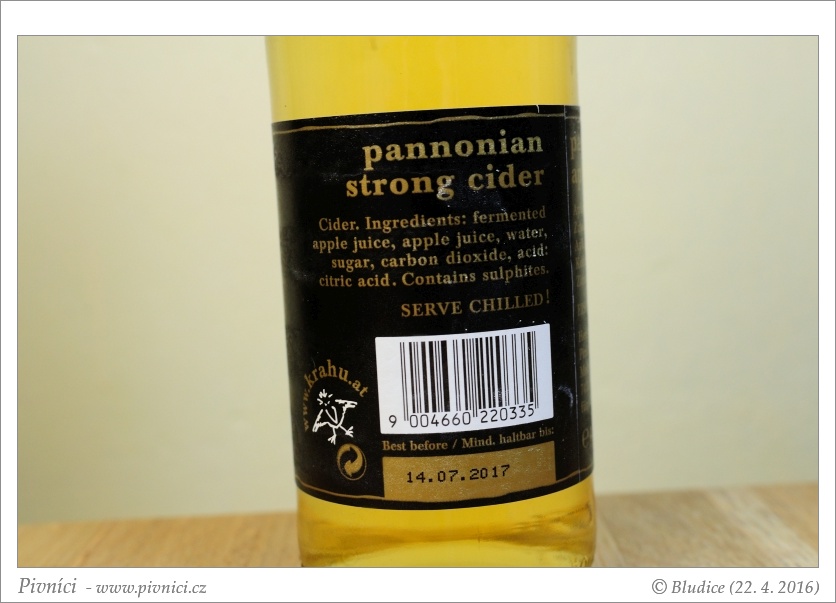 pannonian
strong cider
Cider. Ingredients: fermented
apple juice, apple juice, water,
sugar, carbon dioxide, acid:
citric acid. Contains sulphites.
SERVE CHILLED!
www.krahu.at
9 004660 220335
Best before / Mind. haltbar bis:
14.07.2017
Pivníci - www.pivnici.cz
© Bludice (22. 4. 2016)